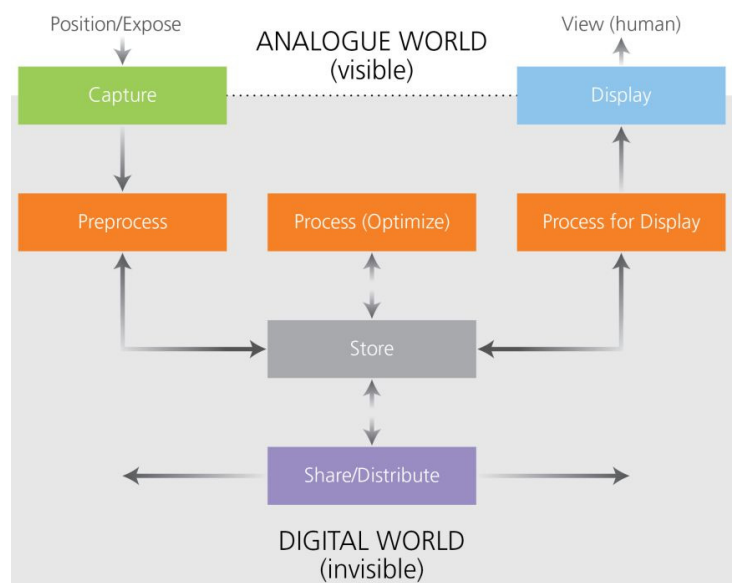 Position/Expose
ANALOGUE WORLD
(visible)
View (human)
Capture
Display
Preprocess
Process (Optimize)
Process for Display
Store
Share/Distribute
DIGITAL WORLD
(invisible)